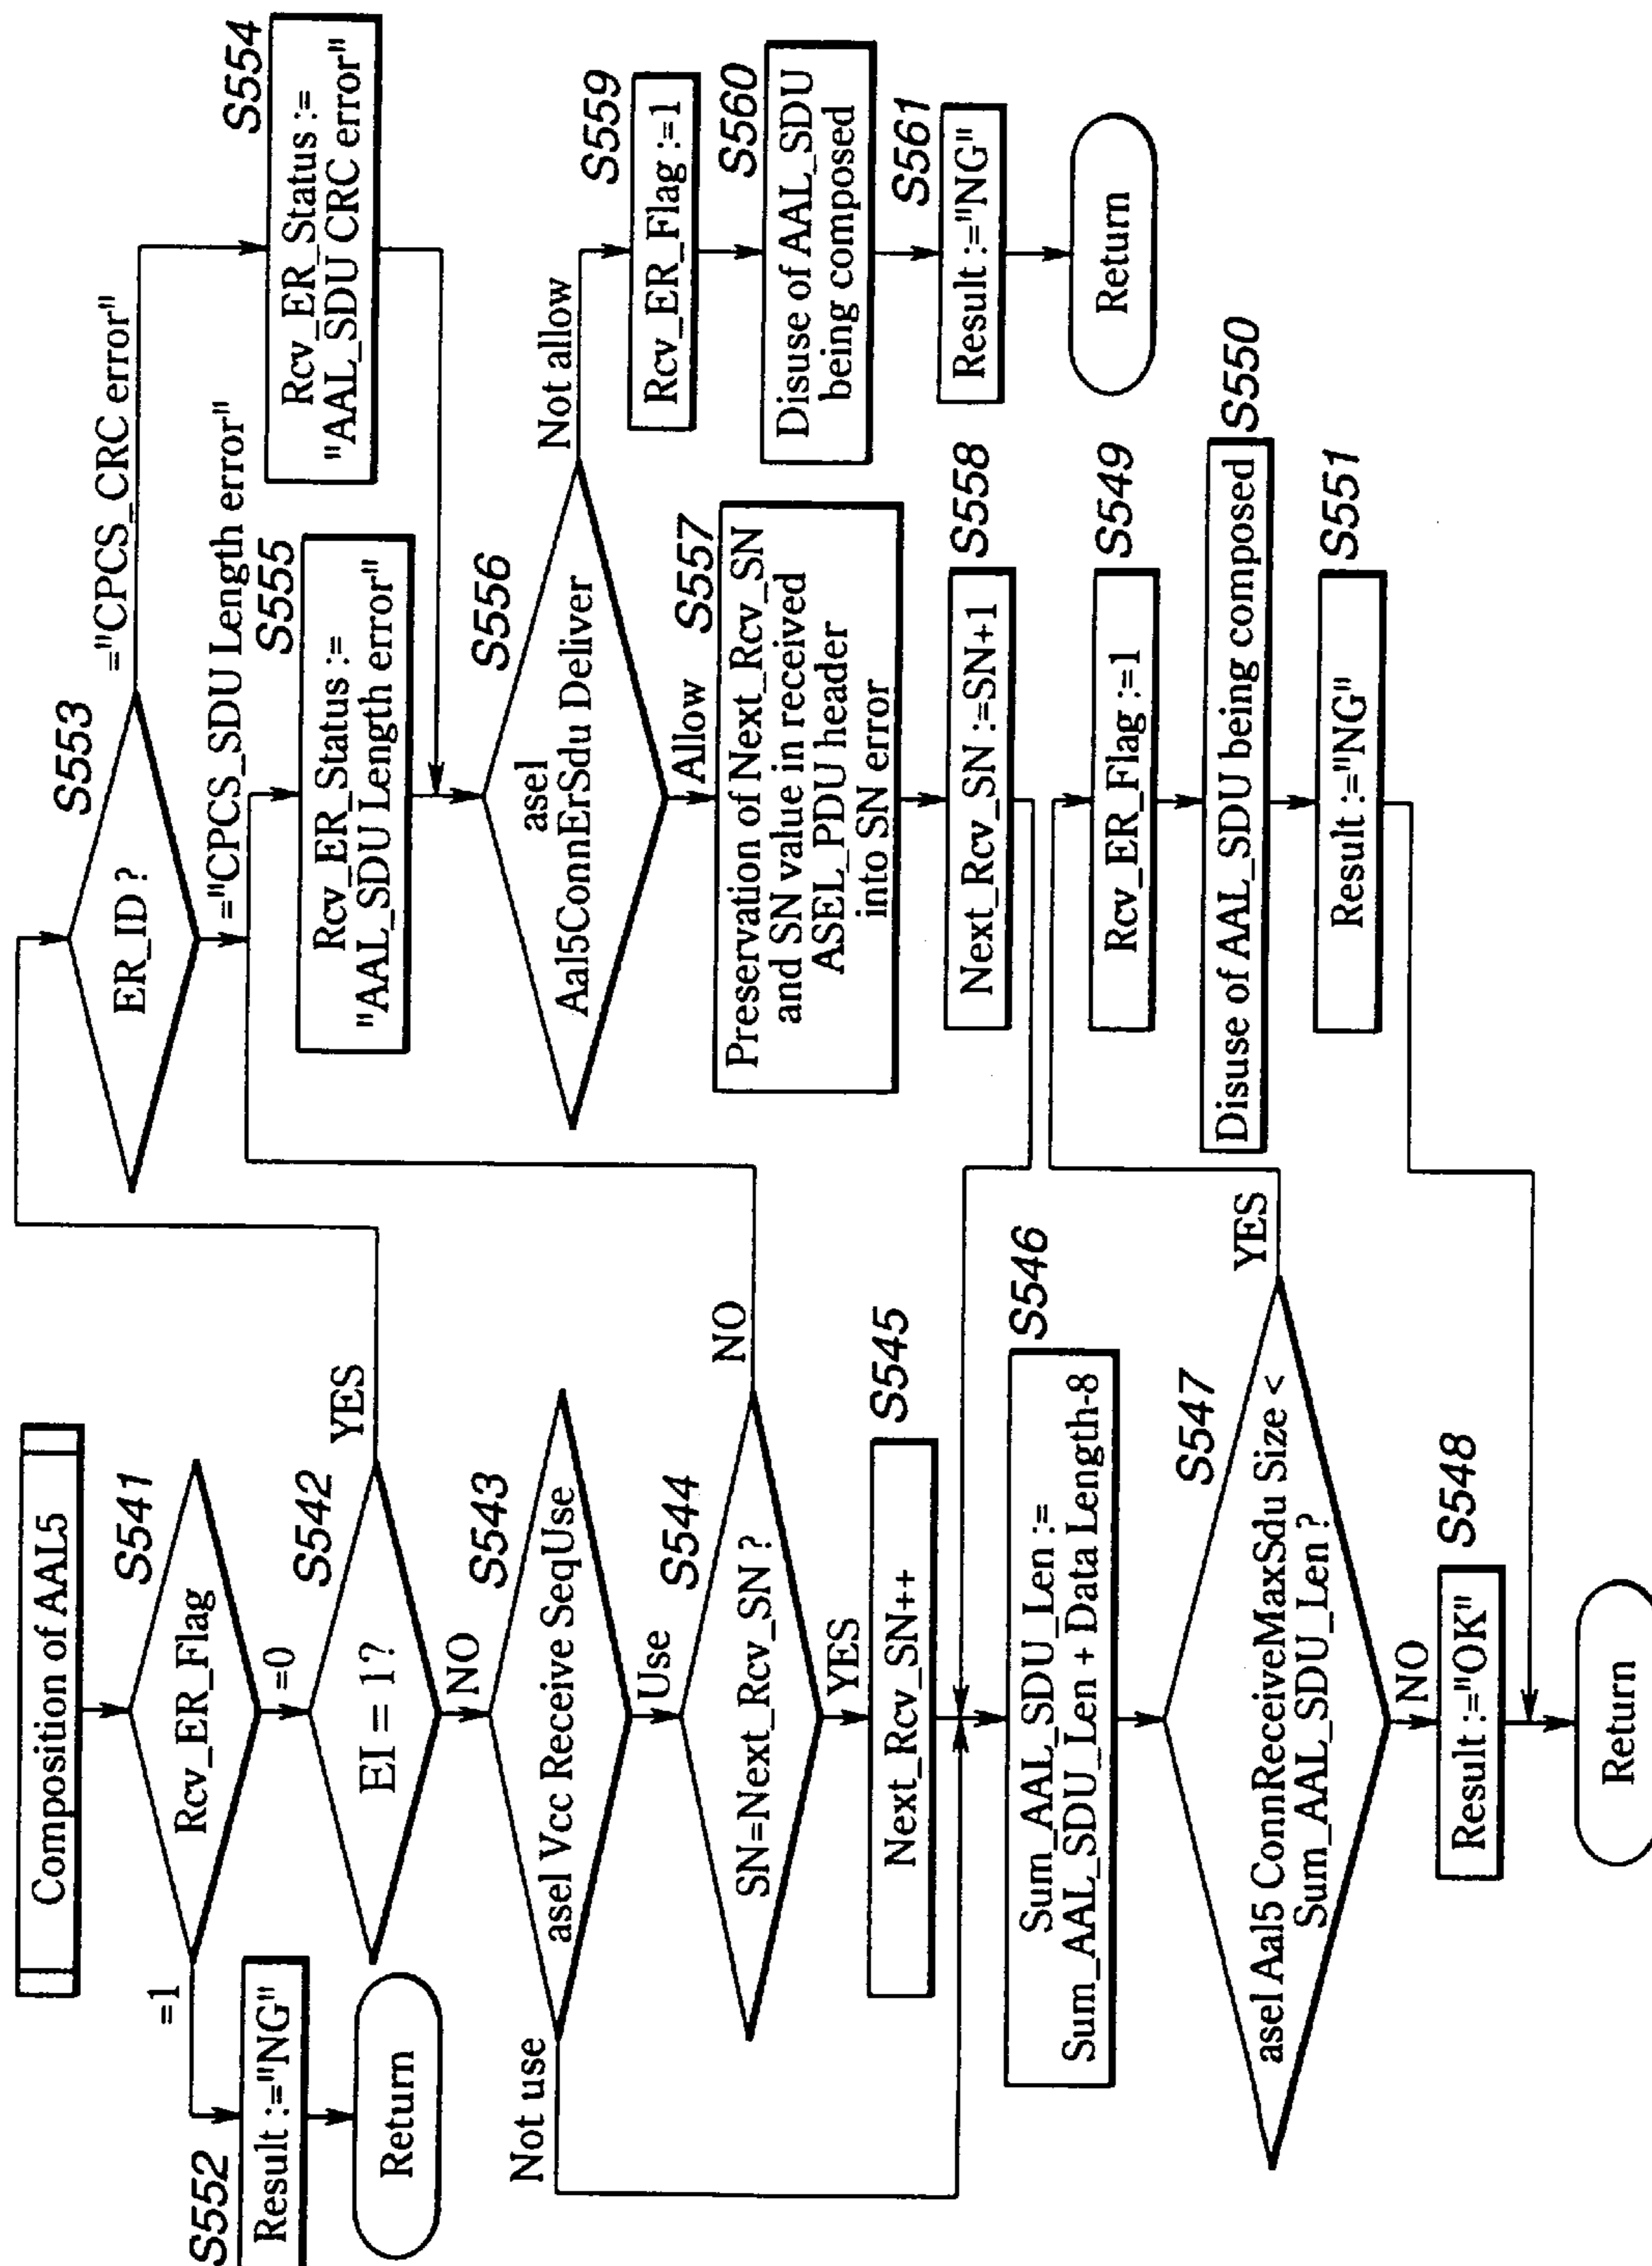 Composition of AAL5
S541
Rcv_ER_Flag
=1
=0
S552
Result :="NG"
Return
S542
EI = 1?
YES
NO
S543
asel Vcc Receive SeqUse
Not use
Use
S544
SN=Next_Rcv_SN ?
NO
YES
S545
Next_Rcv_SN++
S546
Sum_AAL_SDU_Len :=
Sum_AAL_SDU_Len + Data Length-8
S547
asel Aal5 ConnReceiveMaxSdu Size <
Sum_AAL_SDU_Len ?
YES
NO
S548
Result :="OK"
Return
S553
ER_ID ?
="CPCS_CRC error"
="CPCS_SDU Length error"
S554
Rcv_ER_Status :=
"AAL_SDU CRC error"
S555
Rcv_ER_Status :=
"AAL_SDU Length error"
S556
asel
Aal5ConnErSdu Deliver
Not allow
Allow
S557
Preservation of Next_Rcv_SN
and SN value in received
ASEL_PDU header
into SN error
S558
Next_Rcv_SN :=SN+1
S559
Rcv_ER_Flag :=1
S560
Disuse of AAL_SDU
being composed
S561
Result :="NG"
Return
S549
Rcv_ER_Flag :=1
S550
Disuse of AAL_SDU being composed
S551
Result :="NG"